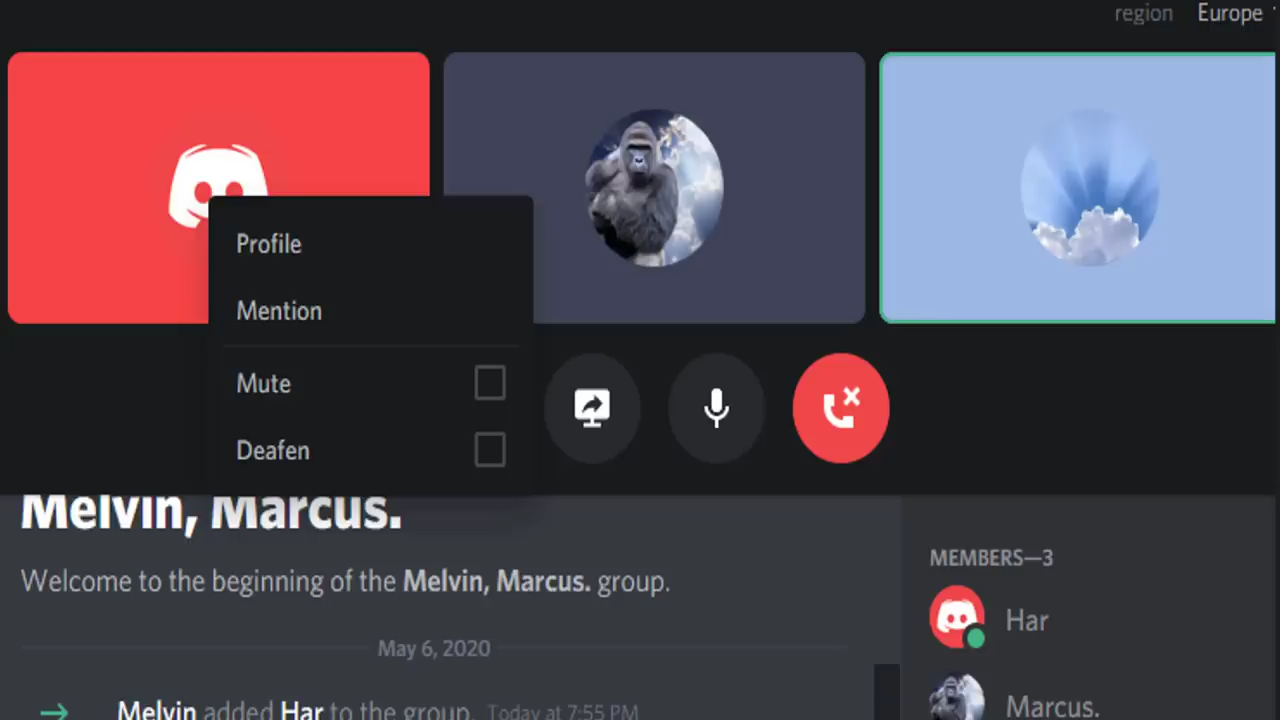 region Europe
Profile
Mention
Mute
Deafen
Melvin, Marcus.
Welcome to the beginning of the Melvin, Marcus. group.
May 6, 2020
Melvin added Har to the group. Today at 7:55 PM
MEMBERS—3
Har
Marcus.